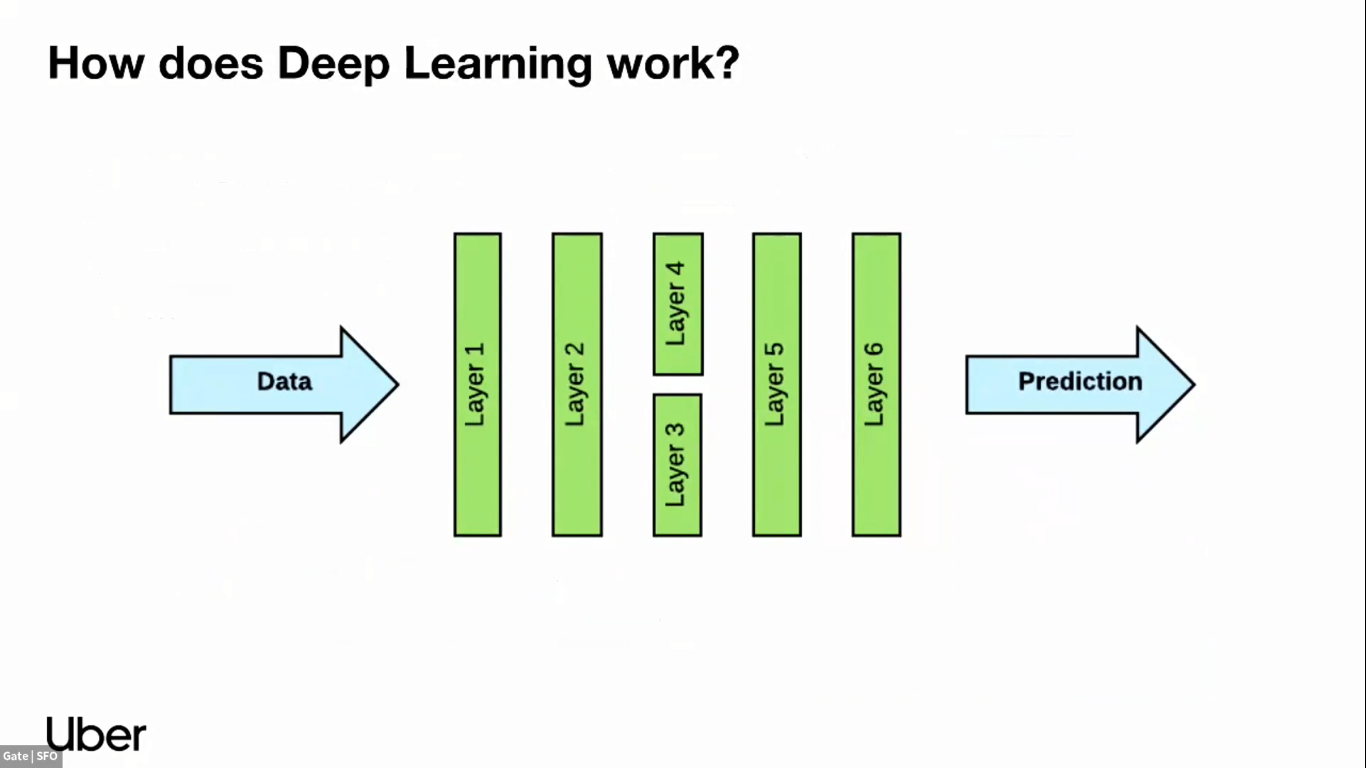 How does Deep Learning work?
Data
Layer 1
Layer 2
Layer 4
Layer 3
Layer 5
Layer 6
Prediction
Uber
Gate | SFO